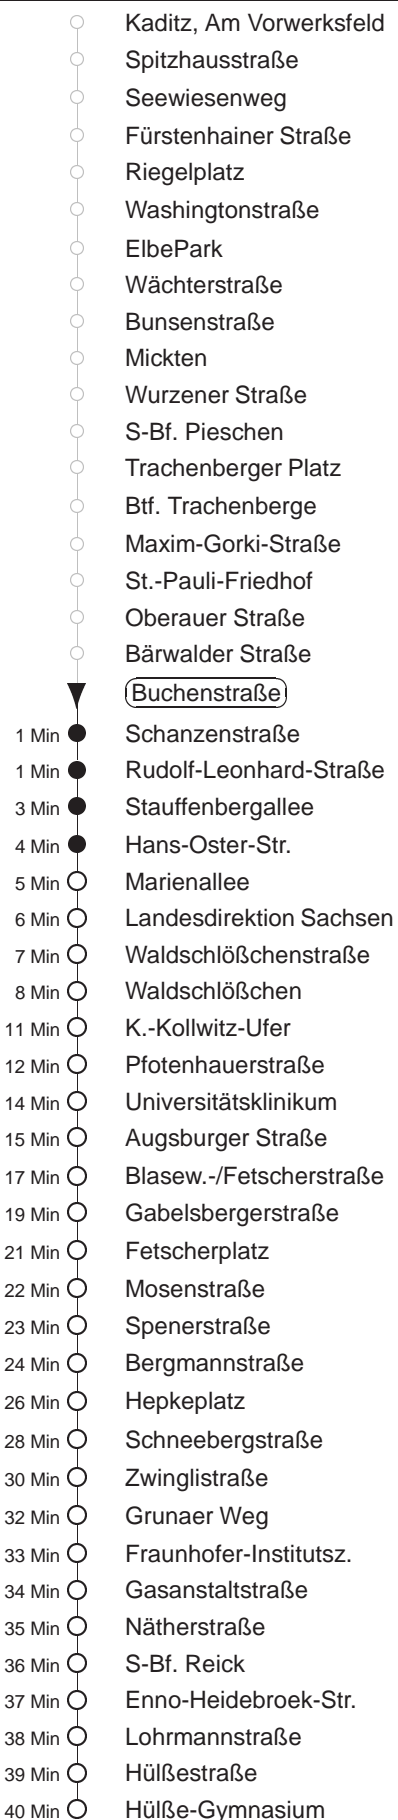 Kaditz, Am Vorwerksfeld
Spitzhausstraße
Seewiesenweg
Fürstenhainer Straße
Riegelplatz
Washingtonstraße
ElbePark
Wächterstraße
Bunsenstraße
Mickten
Wurzener Straße
S-Bf. Pieschen
Trachenberger Platz
Btf. Trachenberge
Maxim-Gorki-Straße
St.-Pauli-Friedhof
Oberauer Straße
Bärwalder Straße
Buchenstraße
1 Min Schanzenstraße
1 Min Rudolf-Leonhard-Straße
3 Min Stauffenbergallee
4 Min Hans-Oster-Str.
5 Min Marienallee
6 Min Landesdirektion Sachsen
7 Min Waldschlößchenstraße
8 Min Waldschlößchen
11 Min K.-Kollwitz-Ufer
12 Min Pfotenhauerstraße
14 Min Universitätsklinikum
15 Min Augsburger Straße
17 Min Blasew.-/Fetscherstraße
19 Min Gabelsbergerstraße
21 Min Fetscherplatz
22 Min Mosenstraße
23 Min Spenerstraße
24 Min Bergmannstraße
26 Min Hepkeplatz
28 Min Schneebergstraße
30 Min Zwinglistraße
32 Min Grunaer Weg
33 Min Fraunhofer-Institutsz.
34 Min Gasanstaltstraße
35 Min Nätherstraße
36 Min S-Bf. Reick
37 Min Enno-Heidebroek-Str.
38 Min Lohrmannstraße
39 Min Hülßestraße
40 Min Hülße-Gymnasium